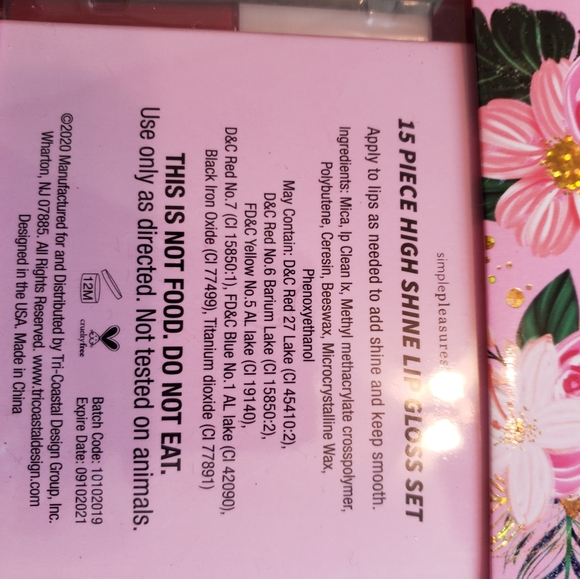 simplepleasures
15 PIECE HIGH SHINE LIP GLOSS SET
Apply to lips as needed to add shine and keep smooth.
Ingredients: Mica, Ip Clean Ix, Methyl methacrylate crosspolymer,
Polybutene, Ceresin, Beeswax, Microcrystalline Wax,
Phenoxyethanol
May Contain: D&C Red 27 Lake (CI 45410:2),
D&C Red No.6 Barium Lake (CI 15850:2),
FD&C Yellow No.5 AL lake (CI 19140),
D&C Red No.7 (CI 15850:1), FD&C Blue No.1 AL lake (CI 42090),
Black Iron Oxide (CI 77499), Titanium dioxide (CI 77891)
THIS IS NOT FOOD. DO NOT EAT.
Use only as directed. Not tested on animals.
12M
cruelty free
Batch Code: 10102019
Expire Date: 09102021
©2020 Manufactured for and Distributed by Tri-Coastal Design Group, Inc.
Wharton, NJ 07885. All Rights Reserved. www.tricoastaldesign.com
Designed in the USA. Made in China